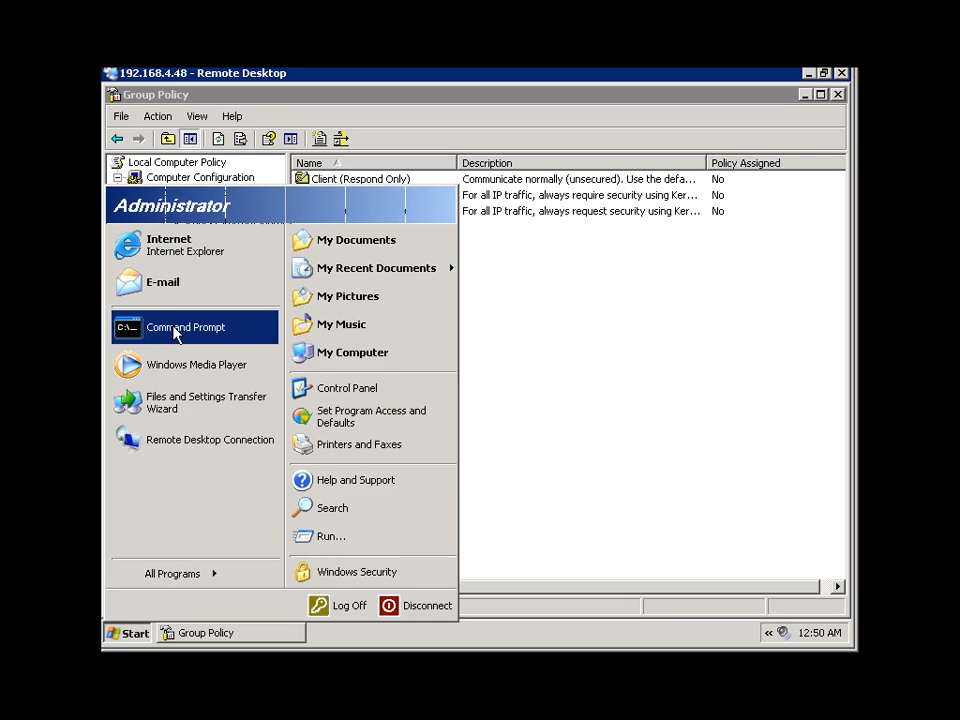 192.168.4.48 - Remote Desktop
Group Policy
File Action View Help
Local Computer Policy
Computer Configuration
Name Description Policy Assigned
Client (Respond Only) Communicate normally (unsecured). Use the defa... No
For all IP traffic, always require security using Ker... No
For all IP traffic, always request security using Ker... No
Administrator
Internet
Internet Explorer
E-mail
Command Prompt
C:\_
Windows Media Player
Files and Settings Transfer
Wizard
Remote Desktop Connection
All Programs
My Documents
My Recent Documents
My Pictures
My Music
My Computer
Control Panel
Set Program Access and
Defaults
Printers and Faxes
Help and Support
Search
Run...
Windows Security
Log Off Disconnect
Start Group Policy 12:50 AM